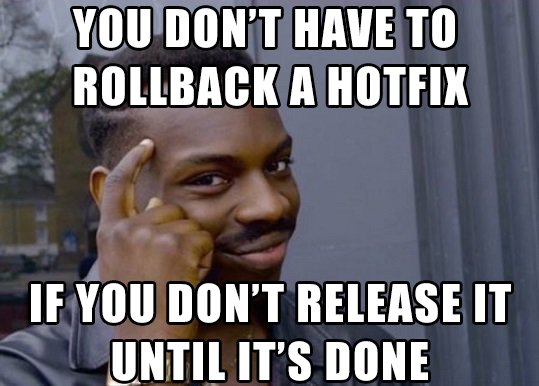 YOU DON'T HAVE TO
ROLLBACK A HOTFIX
IF YOU DON'T RELEASE IT
UNTIL IT'S DONE